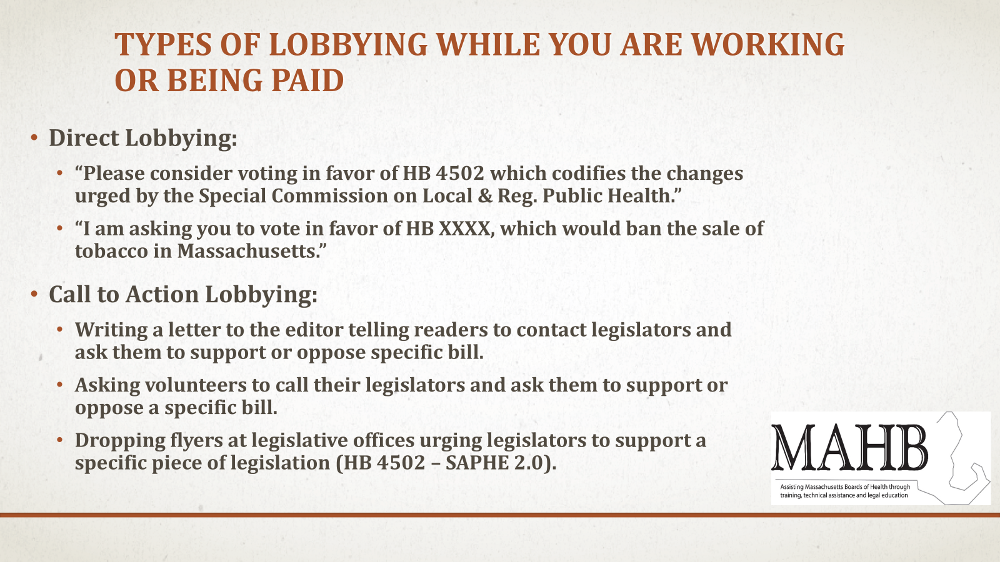 TYPES OF LOBBYING WHILE YOU ARE WORKING
OR BEING PAID
• Direct Lobbying:
• “Please consider voting in favor of HB 4502 which codifies the changes
urged by the Special Commission on Local & Reg. Public Health.”
• “I am asking you to vote in favor of HB XXXX, which would ban the sale of
tobacco in Massachusetts.”
• Call to Action Lobbying:
• Writing a letter to the editor telling readers to contact legislators and
ask them to support or oppose specific bill.
• Asking volunteers to call their legislators and ask them to support or
oppose a specific bill.
• Dropping flyers at legislative offices urging legislators to support a
specific piece of legislation (HB 4502 – SAPHE 2.0).
MAHB
Assisting Massachusetts Boards of Health through
training, technical assistance and legal education